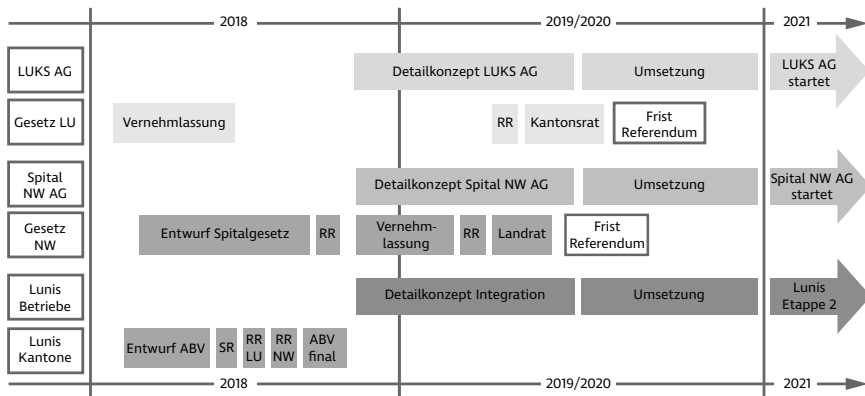 2018 2019/2020 2021
LUKS AG Detailkonzept LUKS AG Umsetzung LUKS AG
startet
Gesetz LU Vernehmlassung RR Kantonsrat Frist
Referendum
Spital
NW AG Detailkonzept Spital NW AG Umsetzung Spital NW AG
startet
Gesetz
NW Entwurf Spitalgesetz RR Vernehm-
lassung RR Landrat Frist
Referendum
Lunis
Betriebe Detailkonzept Integration Umsetzung Lunis
Etappe 2
Lunis
Kantone Entwurf ABV SR RR
LU RR
NW ABV
final
2018 2019/2020 2021